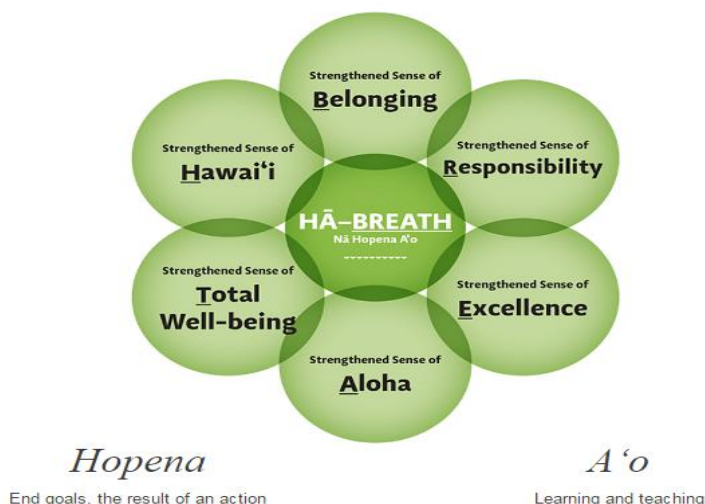 Strengthened Sense of
Belonging
Strengthened Sense of
Responsibility
Strengthened Sense of
Excellence
Strengthened Sense of
Aloha
Strengthened Sense of
Total
Well-being
Strengthened Sense of
Hawai‘i
HĀ–BREATH
Nā Hopena A‘o
----------
Hopena
A‘o
End goals, the result of an action
Learning and teaching